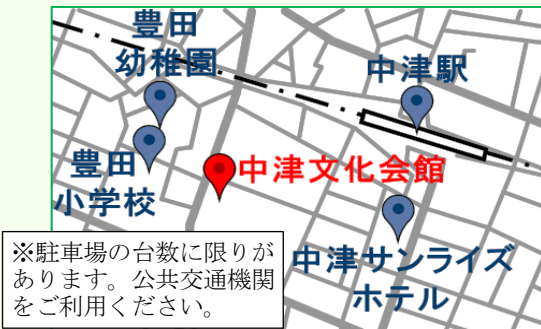 豊田
幼稚園
中津駅
豊田
小学校
中津文化会館
中津サンライズ
ホテル
※駐車場の台数に限りが
あります。公共交通機関
をご利用ください。